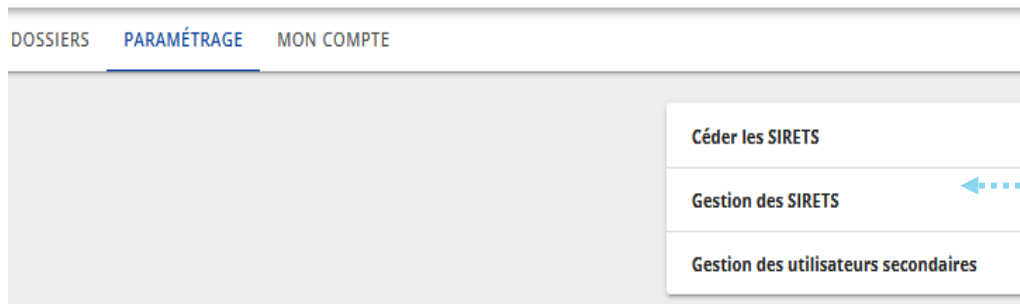 DOSSIERS PARAMÉTRAGE MON COMPTE
Céder les SIRETS
Gestion des SIRETS
Gestion des utilisateurs secondaires